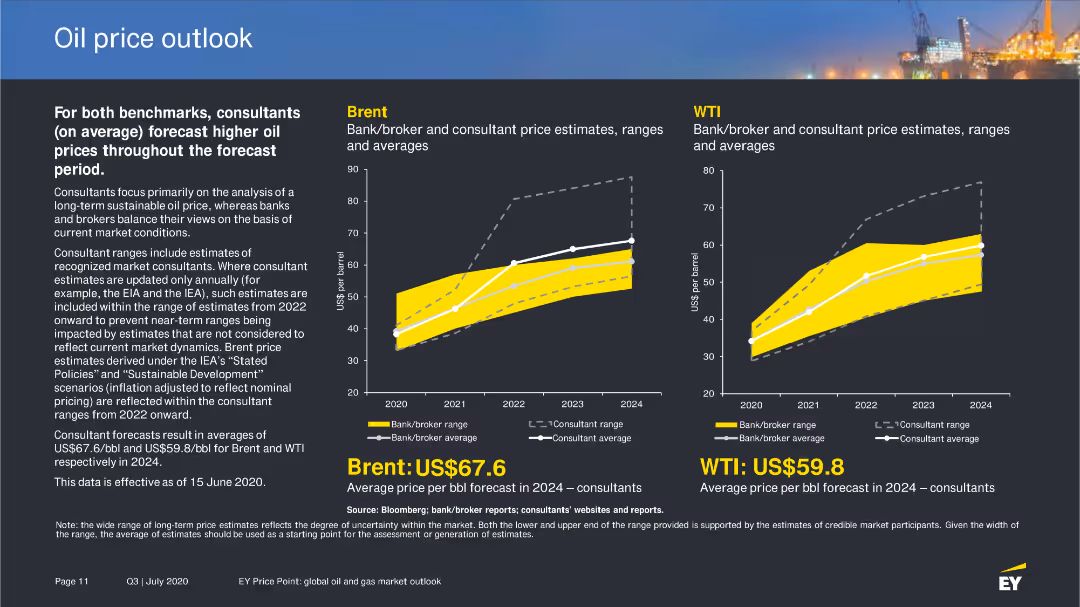 Oil price outlook
For both benchmarks, consultants
(on average) forecast higher oil
prices throughout the forecast
period.
Consultants focus primarily on the analysis of a
long-term sustainable oil price, whereas banks
and brokers balance their views on the basis of
current market conditions.
Consultant ranges include estimates of
recognized market consultants. Where consultant
estimates are updated only annually (for
example, the EIA and the IEA), such estimates are
included within the range of estimates from 2022
onward to prevent near-term ranges being
impacted by estimates that are not considered to
reflect current market dynamics. Brent price
estimates derived under the IEA’s “Stated
Policies” and “Sustainable Development”
scenarios (inflation adjusted to reflect nominal
pricing) are reflected within the consultant
ranges from 2022 onward.
Consultant forecasts result in averages of
US$67.6/bbl and US$59.8/bbl for Brent and WTI
respectively in 2024.
This data is effective as of 15 June 2020.
Brent
Bank/broker and consultant price estimates, ranges
and averages
90
80
70
60
50
40
30
20
US$ per barrel
2020 2021 2022 2023 2024
Bank/broker range Consultant range
Bank/broker average Consultant average
Brent: US$67.6
Average price per bbl forecast in 2024 – consultants
WTI
Bank/broker and consultant price estimates, ranges
and averages
80
70
60
50
40
30
20
US$ per barrel
2020 2021 2022 2023 2024
Bank/broker range Consultant range
Bank/broker average Consultant average
WTI: US$59.8
Average price per bbl forecast in 2024 – consultants
Source: Bloomberg; bank/broker reports; consultants’ websites and reports.
Note: the wide range of long-term price estimates reflects the degree of uncertainty within the market. Both the lower and upper end of the range provided is supported by the estimates of credible market participants. Given the width of
the range, the average of estimates should be used as a starting point for the assessment or generation of estimates.
Page 11 Q3 | July 2020 EY Price Point: global oil and gas market outlook
EY